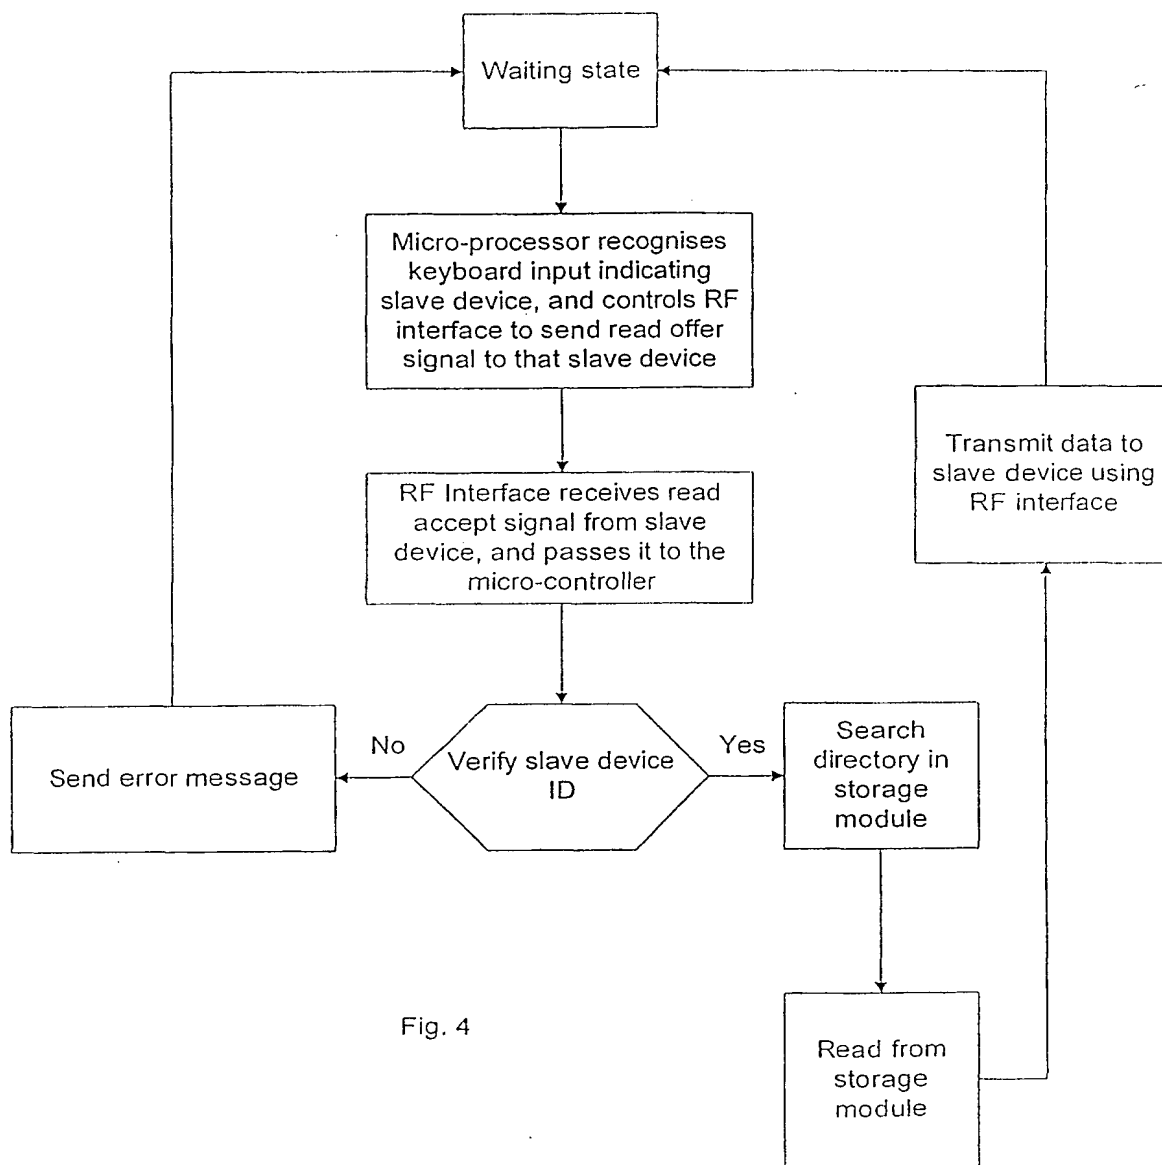 Waiting state
Micro-processor recognises
keyboard input indicating
slave device, and controls RF
interface to send read offer
signal to that slave device
RF Interface receives read
accept signal from slave
device, and passes it to the
micro-controller
Transmit data to
slave device using
RF interface
Send error message
No
Verify slave device
ID
Yes
Search
directory in
storage
module
Read from
storage
module
Fig. 4